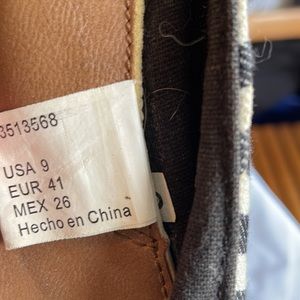 3513568
USA 9
EUR 41
MEX 26
Hecho en China